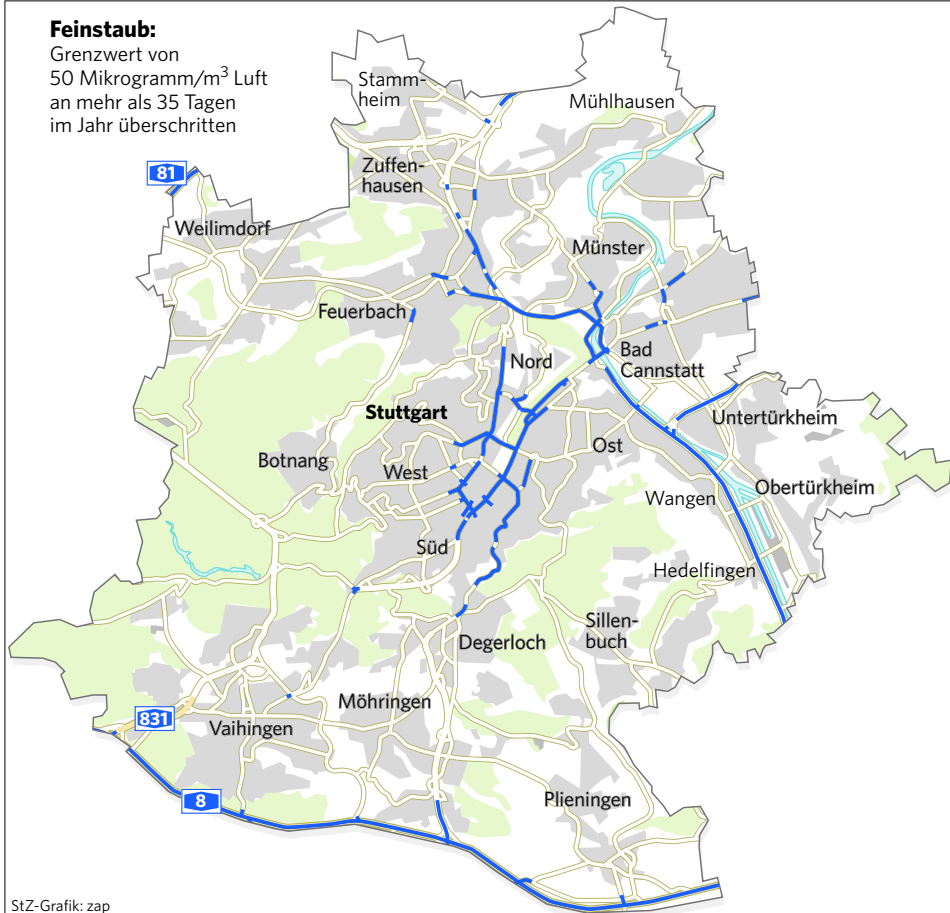 Feinstaub:
Grenzwert von
50 Mikrogramm/m³ Luft
an mehr als 35 Tagen
im Jahr überschritten
Stamm-
heim
Mühlhausen
81
Zuffen-
hausen
Weilimdorf
Münster
Feuerbach
Nord
Bad
Cannstatt
Stuttgart
Untertürkheim
Ost
Botnang
West
Obertürkheim
Wangen
Süd
Hedelfingen
Sillen-
buch
Degerloch
Möhringen
831
Vaihingen
8
Plieningen
StZ-Grafik: zap